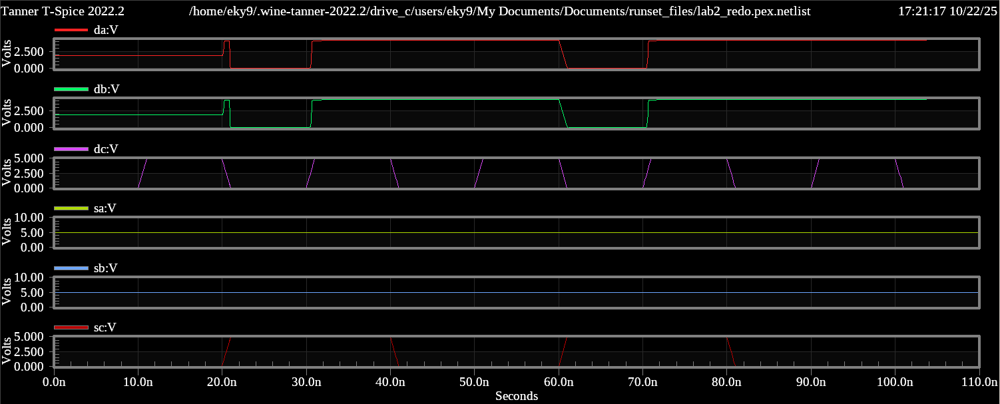 Tanner T-Spice 2022.2 /home/eky9/.wine-tanner-2022.2/drive_c/users/eky9/My Documents/Documents/runset_files/lab2_redo.pex.netlist 17:21:17 10/22/25
da:V
Volts
2.500
0.000
db:V
Volts
2.500
0.000
dc:V
Volts
5.000
2.500
0.000
sa:V
Volts
10.00
5.00
0.00
sb:V
Volts
10.00
5.00
0.00
sc:V
Volts
5.000
2.500
0.000
0.0n 10.0n 20.0n 30.0n 40.0n 50.0n 60.0n 70.0n 80.0n 90.0n 100.0n 110.0n
Seconds